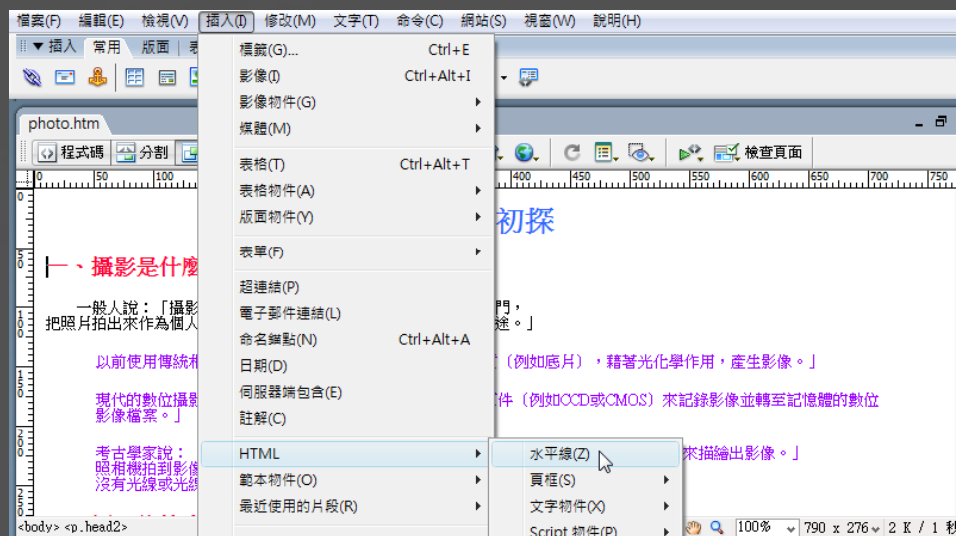 檔案(F) 編輯(E) 檢視(V) 插入(I) 修改(M) 文字(T) 命令(C) 網站(S) 視窗(W) 說明(H)
▼ 插入 常用 版面
photo.htm
程式碼 分割 檢查頁面
0 50 100 400 450 500 550 600 650 700 750
標籤(G)... Ctrl+E
影像(I) Ctrl+Alt+I
影像物件(G)
媒體(M)
表格(T) Ctrl+Alt+T
表格物件(A)
版面物件(Y)
表單(F)
超連結(P)
電子郵件連結(L)
命名錨點(N) Ctrl+Alt+A
日期(D)
伺服器端包含(E)
註解(C)
HTML
範本物件(O)
最近使用的片段(R)
水平線(Z)
頁框(S)
文字物件(X)
Script 物件(P)
初探
一、攝影是什麼
一般人說：「攝影 門，
把照片拍出來作為個人 途。」
以前使用傳統相 （例如底片），藉著光化學作用，產生影像。」
現代的數位攝影 件（例如CCD或CMOS）來記錄影像並轉至記憶體的數位
影像檔案。」
考古學家說： 來描繪出影像。」
照相機拍到影像
沒有光線或光線
<body> <p.head2> 100% 790 x 276 2 K / 1 秒